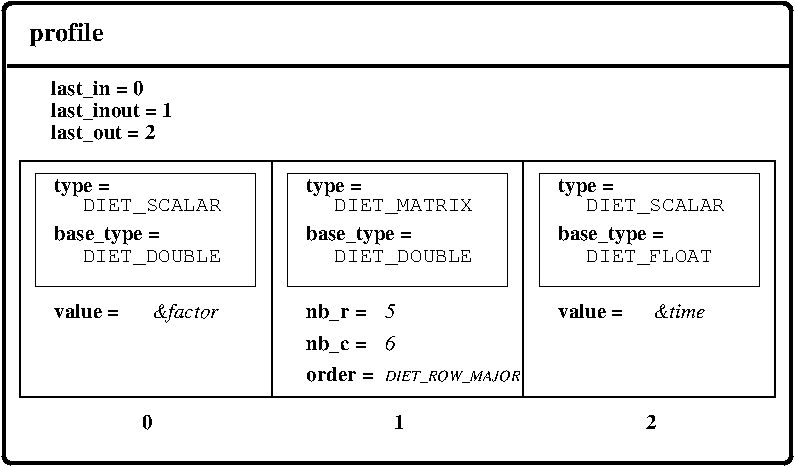 profile
last_in = 0
last_inout = 1
last_out = 2
type =
DIET_SCALAR
base_type =
DIET_DOUBLE
value = &factor
0
type =
DIET_MATRIX
base_type =
DIET_DOUBLE
nb_r = 5
nb_c = 6
order = DIET_ROW_MAJOR
1
type =
DIET_SCALAR
base_type =
DIET_FLOAT
value = &time
2